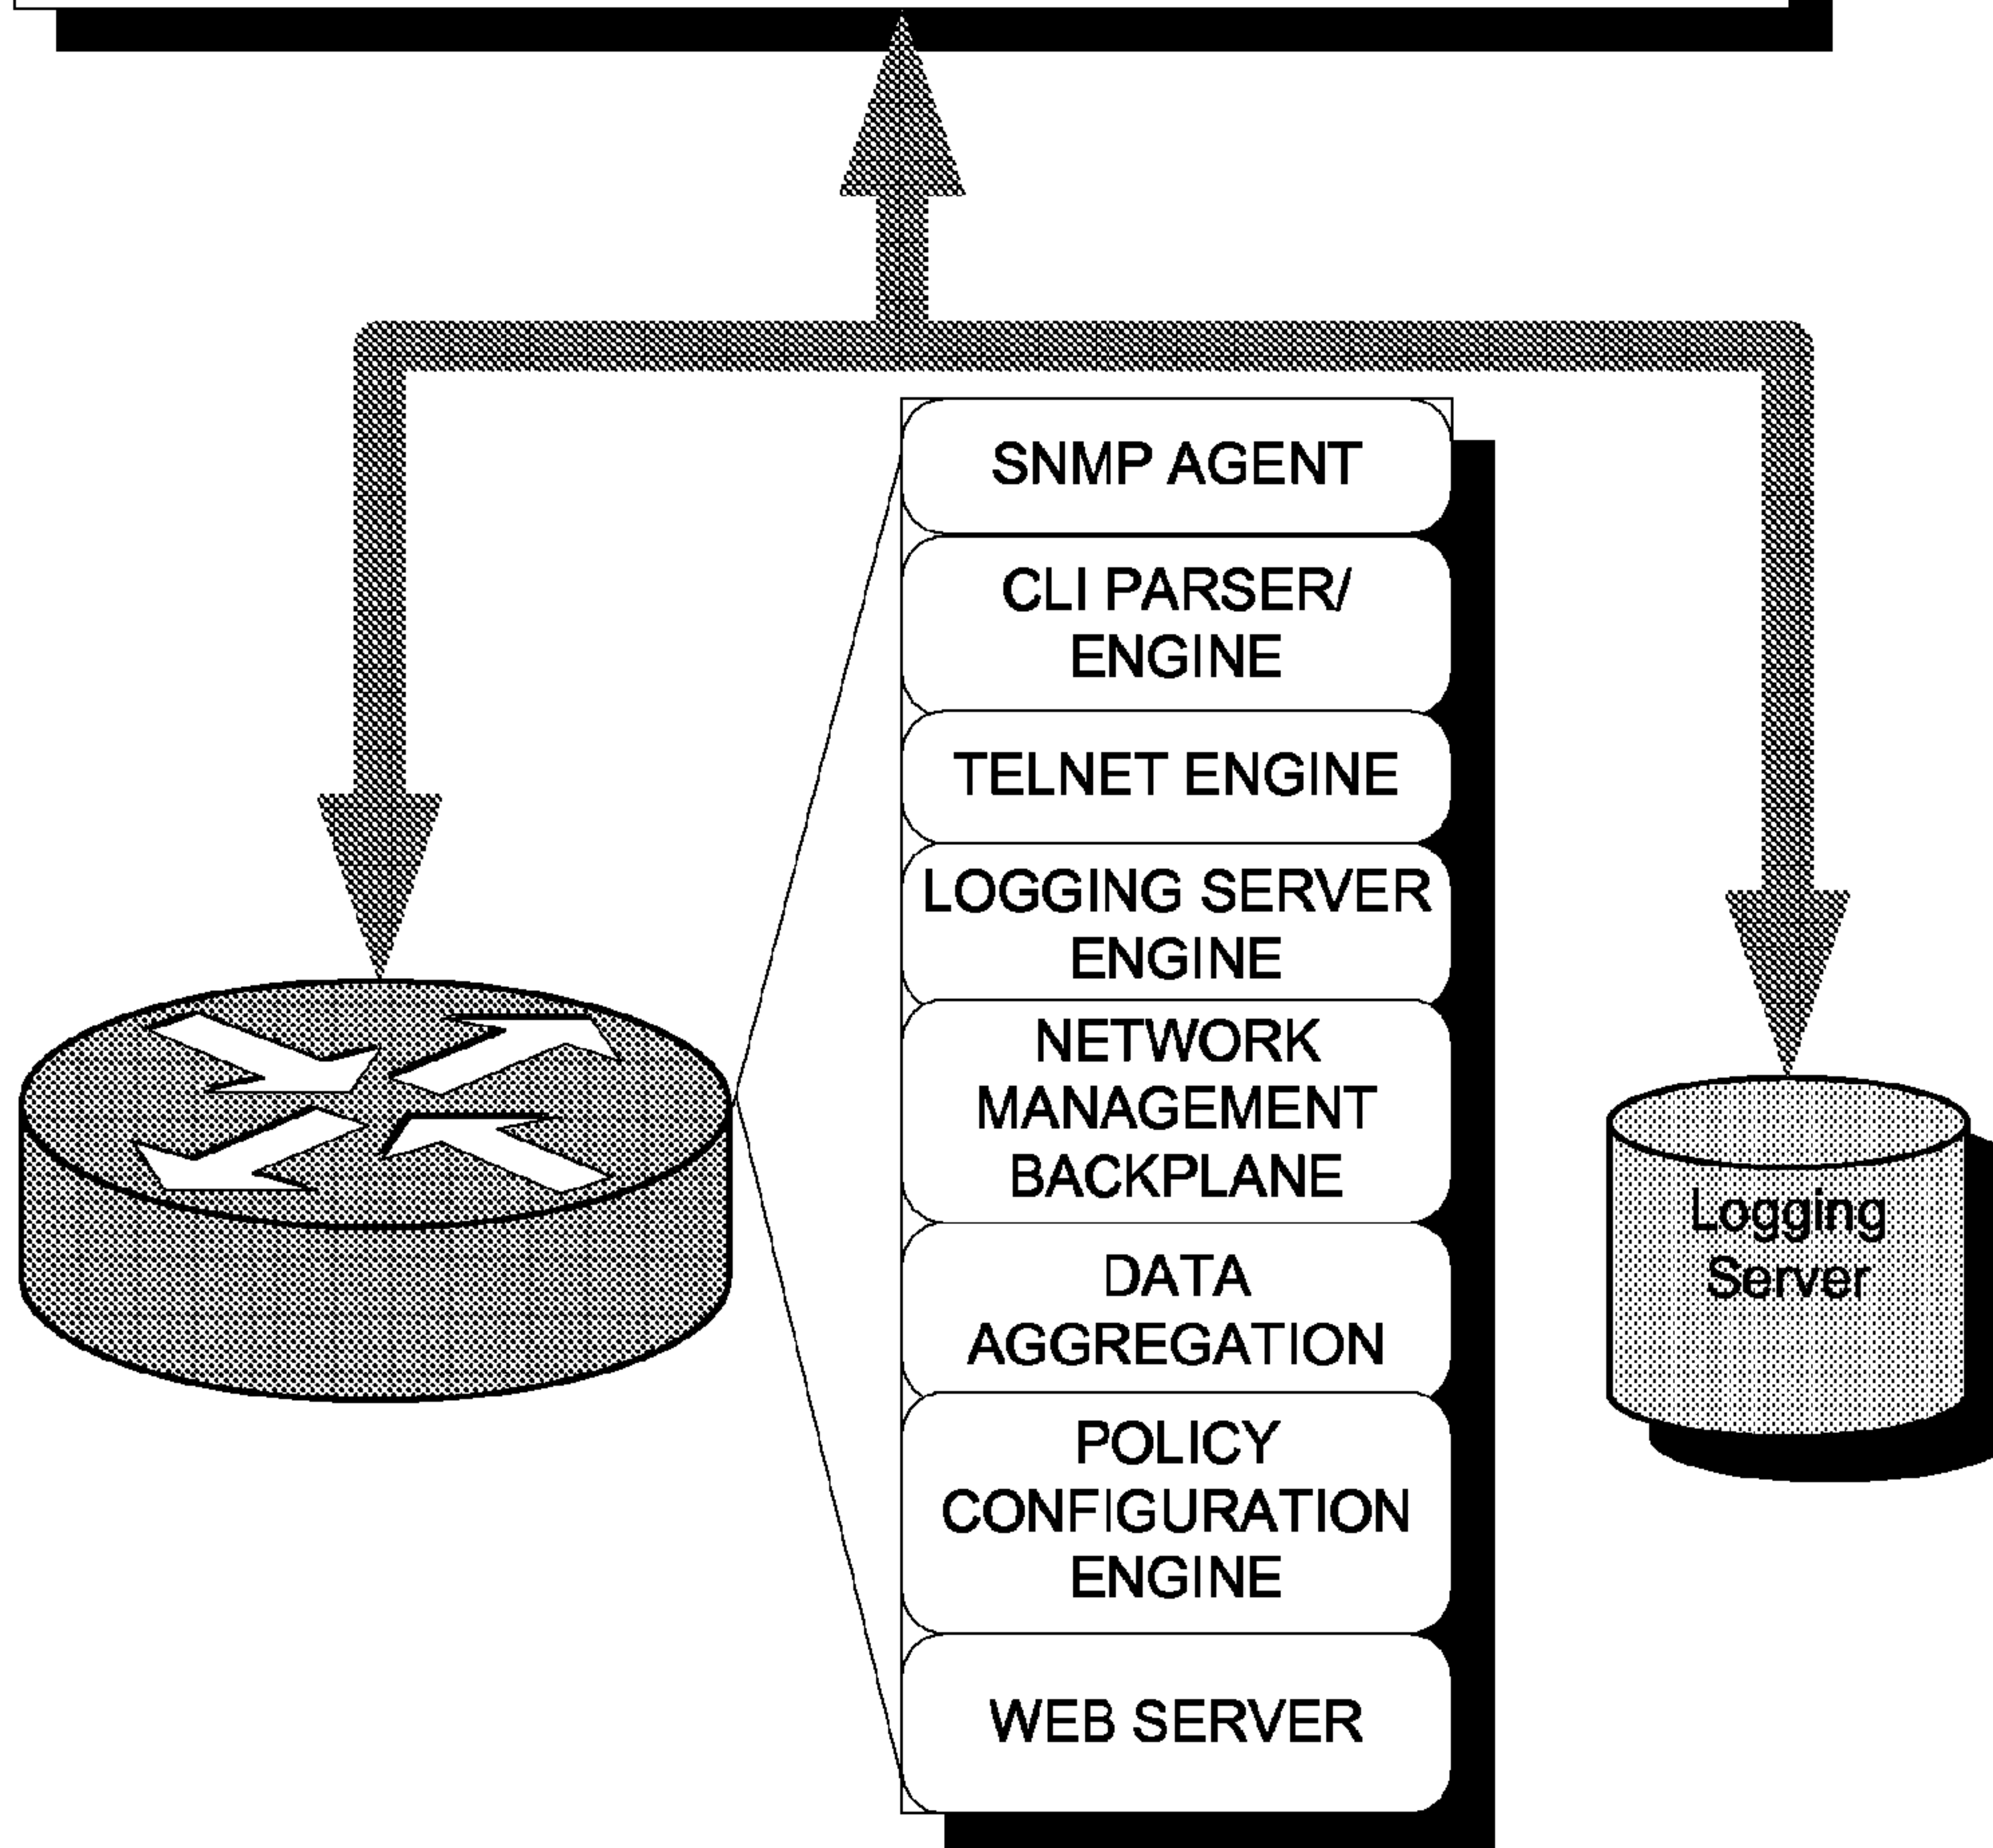 SNMP AGENT
CLI PARSER/
ENGINE
TELNET ENGINE
LOGGING SERVER
ENGINE
NETWORK
MANAGEMENT
BACKPLANE
DATA
AGGREGATION
POLICY
CONFIGURATION
ENGINE
WEB SERVER
Logging
Server